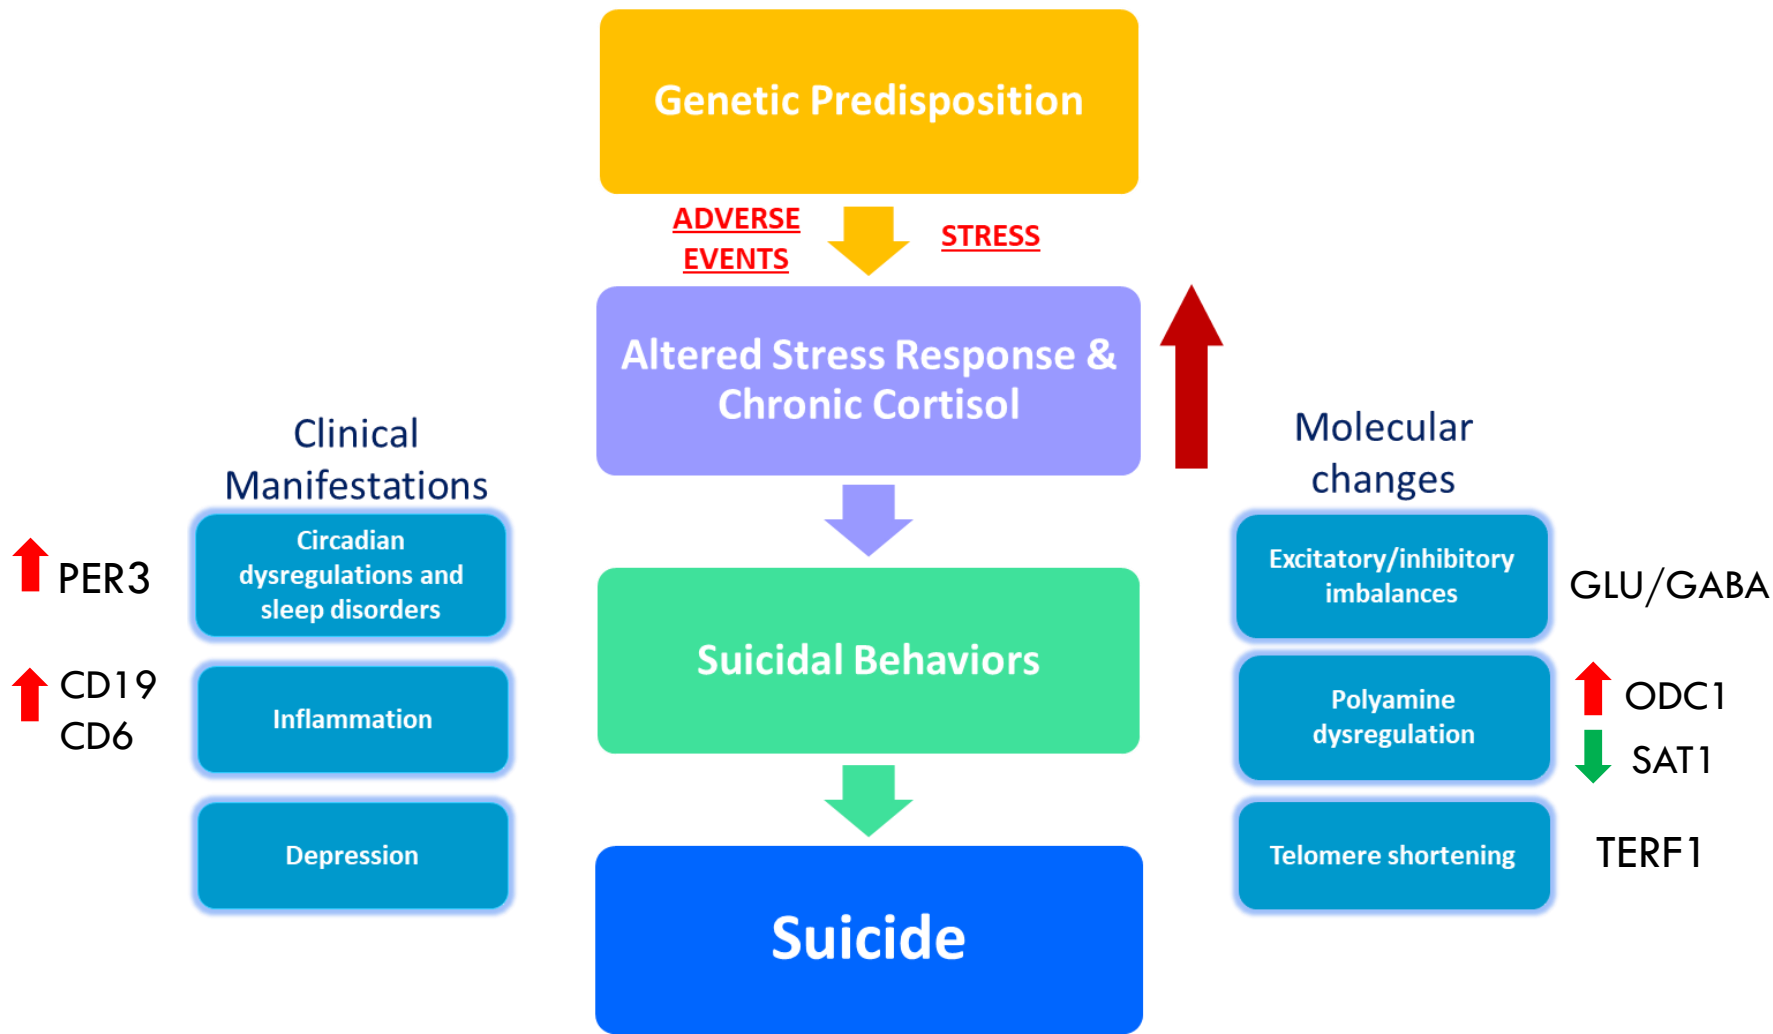 Genetic Predisposition
ADVERSE
EVENTS
STRESS
Altered Stress Response &
Chronic Cortisol
Clinical
Manifestations
PER3
Circadian
dysregulations and
sleep disorders
CD19
CD6
Inflammation
Depression
Suicidal Behaviors
Suicide
Molecular
changes
Excitatory/inhibitory
imbalances
GLU/GABA
Polyamine
dysregulation
ODC1
SAT1
Telomere shortening
TERF1